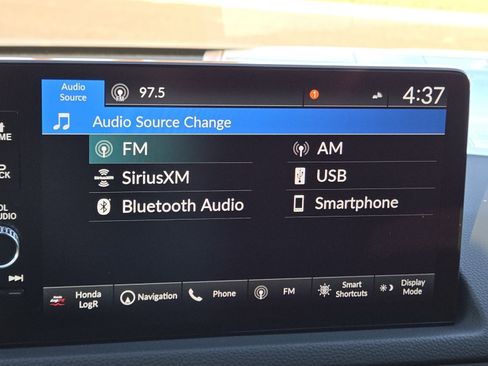 Audio Source
97.5
1
4:37
Audio Source Change
FM
AM
SiriusXM
USB
Bluetooth Audio
Smartphone
Honda LogR
Navigation
Phone
FM
Smart Shortcuts
Display Mode